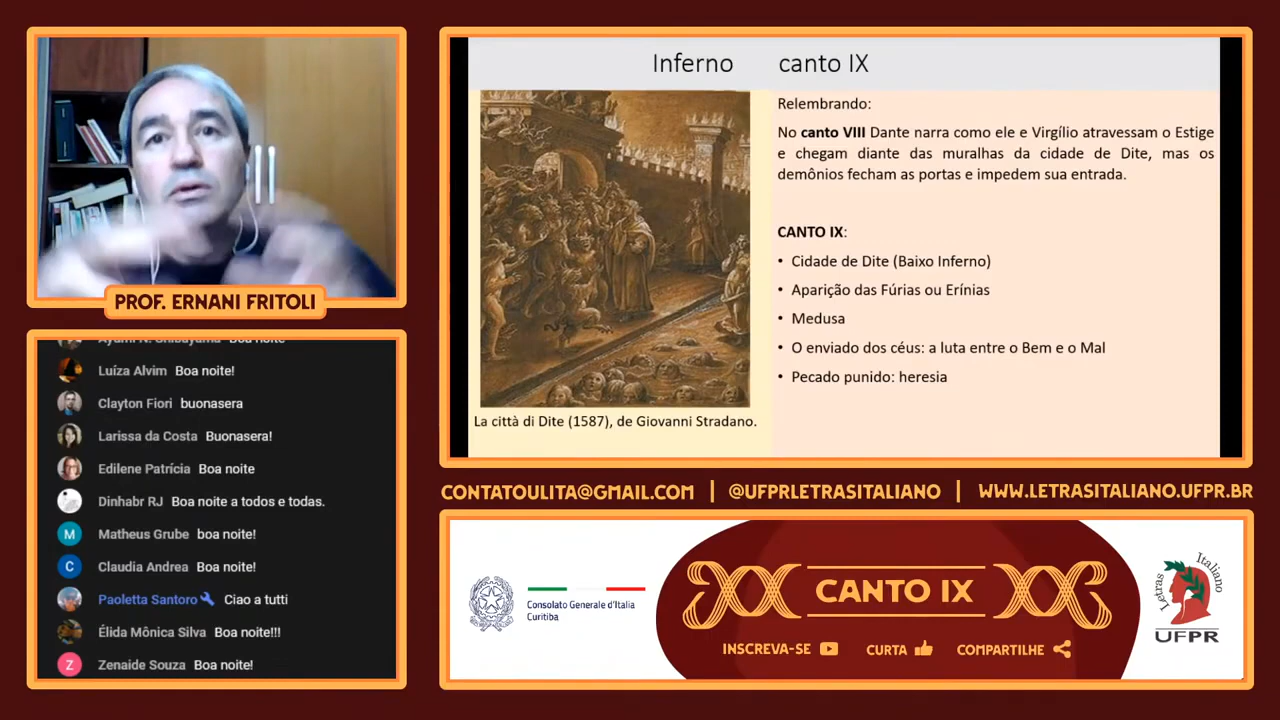 PROF. ERNANI FRITOLI
Ayumi N. Shibayama Boa noite
Luíza Alvim Boa noite!
Clayton Fiori buonasera
Larissa da Costa Buonasera!
Edilene Patrícia Boa noite
Dinhabr RJ Boa noite a todos e todas.
M Matheus Grube boa noite!
C Claudia Andrea Boa noite!
Paoletta Santoro Ciao a tutti
Élida Mônica Silva Boa noite!!!
Z Zenaide Souza Boa noite!
Inferno canto IX
Relembrando:
No canto VIII Dante narra como ele e Virgílio atravessam o Estige
e chegam diante das muralhas da cidade de Dite, mas os
demônios fecham as portas e impedem sua entrada.
CANTO IX:
• Cidade de Dite (Baixo Inferno)
• Aparição das Fúrias ou Erínias
• Medusa
• O enviado dos céus: a luta entre o Bem e o Mal
• Pecado punido: heresia
La città di Dite (1587), de Giovanni Stradano.
CONTATOULITA@GMAIL.COM | @UFPRLETRASITALIANO | WWW.LETRASITALIANO.UFPR.BR
Consolato Generale d'Italia
Curitiba
CANTO IX
INSCREVA-SE CURTA COMPARTILHE
Letras Italiano
UFPR